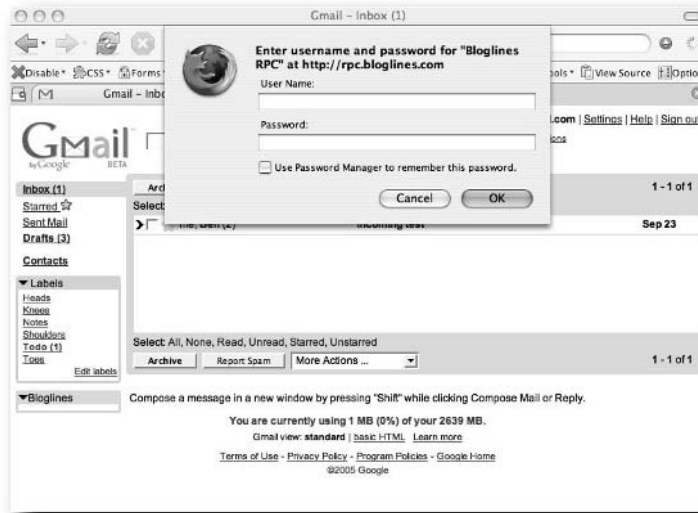 Gmail – Inbox (1)
Enter username and password for "Bloglines
RPC" at http://rpc.bloglines.com
User Name:
Password:
Use Password Manager to remember this password.
Cancel OK
Disable CSS Forms View Source
Gmail
by Google BETA
.com | Settings | Help | Sign out
Inbox (1)
Starred
Sent Mail
Drafts (3)
Contacts
Labels
Heads
Knees
Notes
Shoulders
Todo (1)
Toes
Edit labels
Bloglines
1 - 1 of 1
Select:
me, Ben (2) Incoming test Sep 23
Select: All, None, Read, Unread, Starred, Unstarred
Archive Report Spam More Actions ... 1 - 1 of 1
Compose a message in a new window by pressing "Shift" while clicking Compose Mail or Reply.
You are currently using 1 MB (0%) of your 2639 MB.
Gmail view: standard | basic HTML Learn more
Terms of Use - Privacy Policy - Program Policies - Google Home
©2005 Google